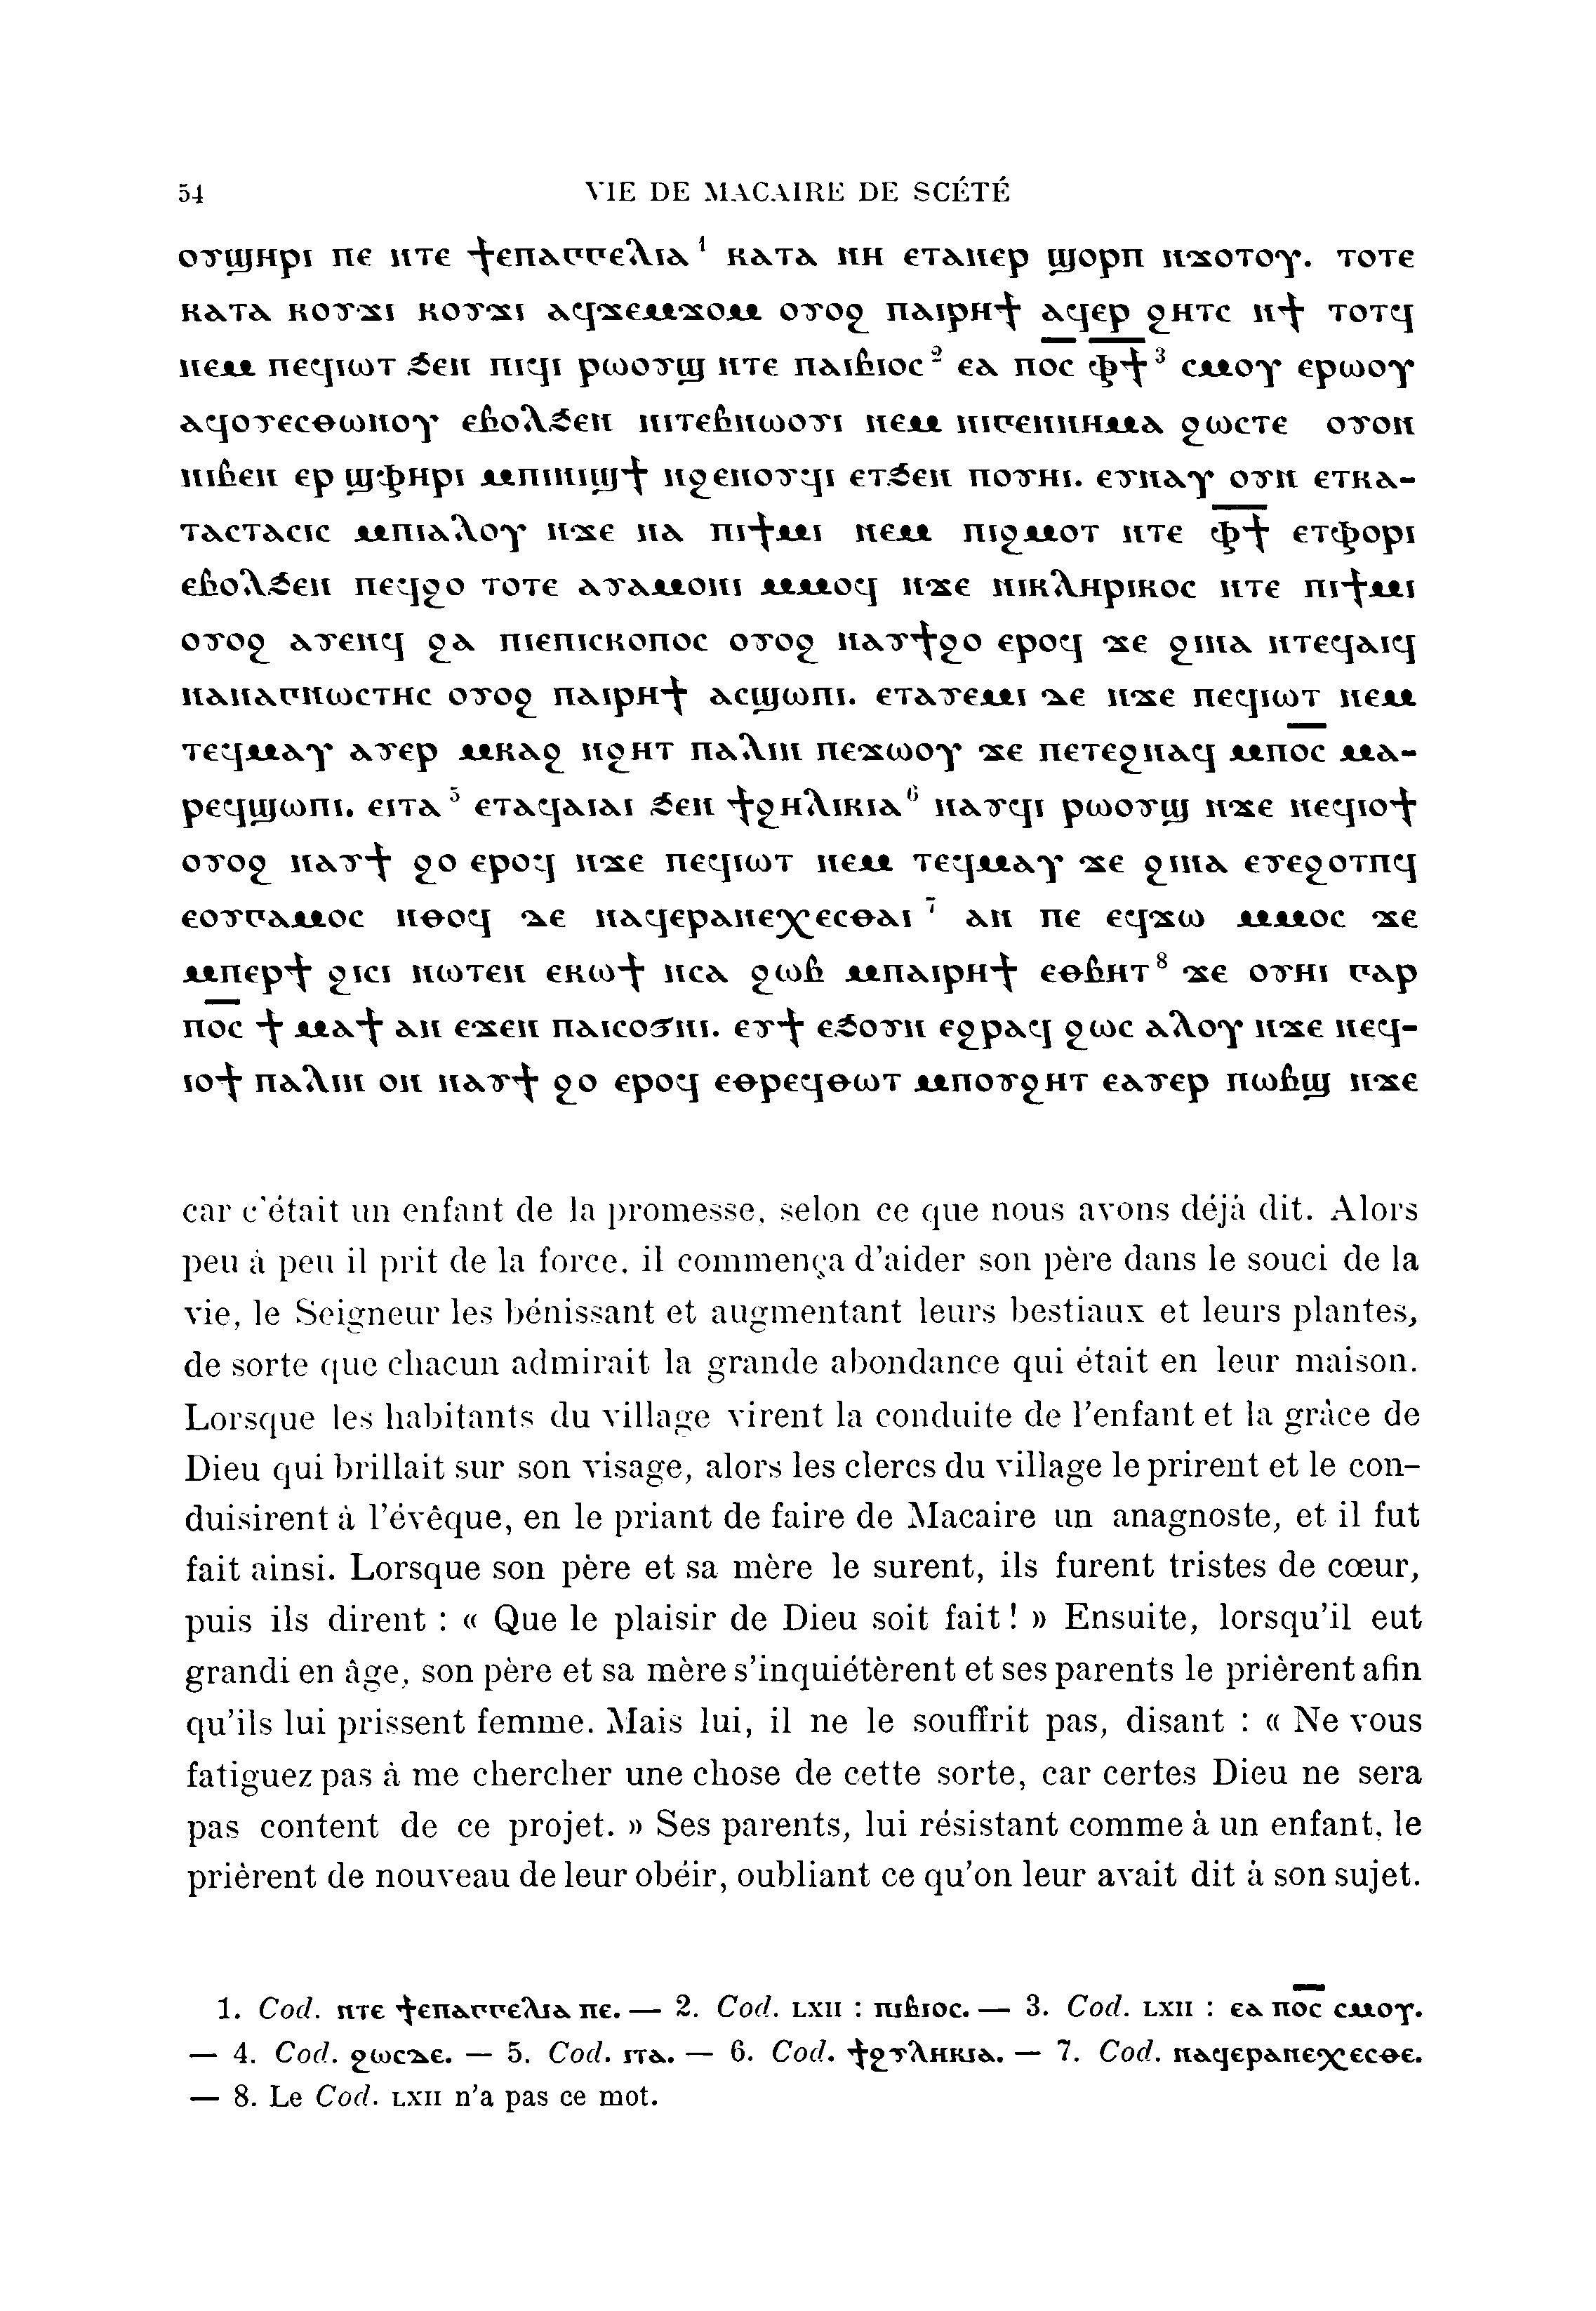 54 VIE DE MACAIRE DE SCÉTÉ
ⲟⲩϣⲏⲣⲓ ⲡⲉ ⲛⲧⲉ ϯⲉⲡⲁⲅⲅⲉⲗⲓⲁ¹ ⲕⲁⲧⲁ ⲛⲏ ⲉⲧⲁⲛⲉⲣ ϣⲟⲣⲡ ⲛϫⲟⲧⲟⲩ. ⲧⲟⲧⲉ
ⲕⲁⲧⲁ ⲕⲟⲩϫⲓ ⲕⲟⲩϫⲓ ⲁϥϫⲉⲙϫⲟⲙ ⲟⲩⲟϩ ⲡⲁⲓⲣⲏϯ ⲁϥⲉⲣ ϩⲏⲧⲥ ⲛϯ ⲧⲟⲧϥ
ⲛⲉⲙ ⲡⲉϥⲓⲱⲧ ϧⲉⲛ ⲡⲓϥⲓ ⲣⲱⲟⲩϣ ⲛⲧⲉ ⲡⲁⲓⲃⲓⲟⲥ² ⲉⲁ ⲡ̅ⲟ̅ⲥ̅ ⲫ̅ϯ̅³ ⲥⲙⲟⲩ ⲉⲣⲱⲟⲩ
ⲁϥⲟⲩⲉⲥⲑⲱⲛⲟⲩ ⲉⲃⲟⲗϧⲉⲛ ⲛⲓⲧⲉⲃⲛⲱⲟⲩⲓ ⲛⲉⲙ ⲛⲓⲅⲉⲛⲛⲏⲙⲁ ϩⲱⲥⲧⲉ ⲟⲩⲟⲛ
ⲛⲓⲃⲉⲛ ⲉⲣ ϣⲫⲏⲣⲓ ⲙⲡⲓⲛⲓϣϯ ⲛϩⲉⲛⲟⲩϥⲓ ⲉⲧϧⲉⲛ ⲡⲟⲩⲏⲓ. ⲉⲩⲛⲁⲩ ⲟⲩⲛ ⲉⲧⲕⲁ-
ⲧⲁⲥⲧⲁⲥⲓⲥ ⲙⲡⲓⲁⲗⲟⲩ ⲛϫⲉ ⲛⲁ ⲡⲓϯⲙⲓ ⲛⲉⲙ ⲡⲓϩⲙⲟⲧ ⲛⲧⲉ ⲫ̅ϯ̅ ⲉⲧⲫⲟⲣⲓ
ⲉⲃⲟⲗϧⲉⲛ ⲡⲉϥϩⲟ ⲧⲟⲧⲉ ⲁⲩⲁⲙⲟⲛⲓ ⲙⲙⲟϥ ⲛϫⲉ ⲛⲓⲕⲗⲏⲣⲓⲕⲟⲥ ⲛⲧⲉ ⲡⲓϯⲙⲓ
ⲟⲩⲟϩ ⲁⲩⲉⲛϥ ϩⲁ ⲡⲓⲉⲡⲓⲥⲕⲟⲡⲟⲥ ⲟⲩⲟϩ ⲛⲁⲩϯϩⲟ ⲉⲣⲟϥ ϫⲉ ϩⲓⲛⲁ ⲛⲧⲉϥⲁⲓϥ
ⲛⲁⲛⲁⲅⲛⲱⲥⲧⲏⲥ ⲟⲩⲟϩ ⲡⲁⲓⲣⲏϯ ⲁⲥϣⲱⲡⲓ. ⲉⲧⲁⲩⲉⲙⲓ ⲇⲉ ⲛϫⲉ ⲡⲉϥⲓⲱⲧ ⲛⲉⲙ
ⲧⲉϥⲙⲁⲩ ⲁⲩⲉⲣ ⲙⲕⲁϩ ⲛϩⲏⲧ ⲡⲁⲗⲓⲛ ⲡⲉϫⲱⲟⲩ ϫⲉ ⲡⲉⲧⲉϩⲛⲁϥ ⲙⲡ̅ⲟ̅ⲥ̅ ⲙⲁ-
ⲣⲉϥϣⲱⲡⲓ. ⲉⲓⲧⲁ⁵ ⲉⲧⲁϥⲁⲓⲁⲓ ϧⲉⲛ ϯϩⲏⲗⲓⲕⲓⲁ⁶ ⲛⲁⲩϥⲓ ⲣⲱⲟⲩϣ ⲛϫⲉ ⲛⲉϥⲓⲟϯ
ⲟⲩⲟϩ ⲛⲁⲩϯ ϩⲟ ⲉⲣⲟϥ ⲛϫⲉ ⲡⲉϥⲓⲱⲧ ⲛⲉⲙ ⲧⲉϥⲙⲁⲩ ϫⲉ ϩⲓⲛⲁ ⲉⲩⲉϩⲟⲧⲡϥ
ⲉⲟⲩⲅⲁⲙⲟⲥ ⲛⲑⲟϥ ⲇⲉ ⲛⲁϥⲉⲣⲁⲛⲉⲭⲉⲥⲑⲁⲓ⁷ ⲁⲛ ⲡⲉ ⲉϥϫⲱ ⲙⲙⲟⲥ ϫⲉ
ⲙⲡⲉⲣϯ ϩⲓⲥⲓ ⲛⲱⲧⲉⲛ ⲉⲕⲱϯ ⲛⲥⲁ ϩⲱⲃ ⲙⲡⲁⲓⲣⲏϯ ⲉⲑⲃⲏⲧ⁸ ϫⲉ ⲟⲩⲏⲓ ⲅⲁⲣ
ⲡ̅ⲟ̅ⲥ̅ ϯ ⲙⲁϯ ⲁⲛ ⲉϫⲉⲛ ⲡⲁⲓⲥⲟϭⲛⲓ. ⲉⲩϯ ⲉϧⲟⲩⲛ ⲉϩⲣⲁϥ ϩⲱⲥ ⲁⲗⲟⲩ ⲛϫⲉ ⲛⲉϥ-
ⲓⲟϯ ⲡⲁⲗⲓⲛ ⲟⲛ ⲛⲁⲩϯ ϩⲟ ⲉⲣⲟϥ ⲉⲑⲣⲉϥⲑⲱⲧ ⲙⲡⲟⲩϩⲏⲧ ⲉⲁⲩⲉⲣ ⲡⲱⲃϣ ⲛϫⲉ
car c'était un enfant de la promesse, selon ce que nous avons déjà dit. Alors
peu à peu il prit de la force, il commença d'aider son père dans le souci de la
vie, le Seigneur les bénissant et augmentant leurs bestiaux et leurs plantes,
de sorte que chacun admirait la grande abondance qui était en leur maison.
Lorsque les habitants du village virent la conduite de l'enfant et la grâce de
Dieu qui brillait sur son visage, alors les clercs du village le prirent et le con-
duisirent à l'évêque, en le priant de faire de Macaire un anagnoste, et il fut
fait ainsi. Lorsque son père et sa mère le surent, ils furent tristes de cœur,
puis ils dirent : « Que le plaisir de Dieu soit fait ! » Ensuite, lorsqu'il eut
grandi en âge, son père et sa mère s'inquiétèrent et ses parents le prièrent afin
qu'ils lui prissent femme. Mais lui, il ne le souffrit pas, disant : « Ne vous
fatiguez pas à me chercher une chose de cette sorte, car certes Dieu ne sera
pas content de ce projet. » Ses parents, lui résistant comme à un enfant, le
prièrent de nouveau de leur obéir, oubliant ce qu'on leur avait dit à son sujet.
1. Cod. ⲛⲧⲉ ϯⲉⲡⲁⲅⲅⲉⲗⲓⲁ ⲡⲉ. — 2. Cod. LXII : ⲡⲓⲃⲓⲟⲥ. — 3. Cod. LXII : ⲉⲁ ⲡ̅ⲟ̅ⲥ̅ ⲥⲙⲟⲩ.
— 4. Cod. ϩⲱⲥⲇⲉ. — 5. Cod. ⲓⲧⲁ. — 6. Cod. ϯϩⲩⲗⲏⲕⲓⲁ. — 7. Cod. ⲛⲁϥⲉⲣⲁⲛⲉⲭⲉⲥⲑⲉ.
— 8. Le Cod. LXII n'a pas ce mot.